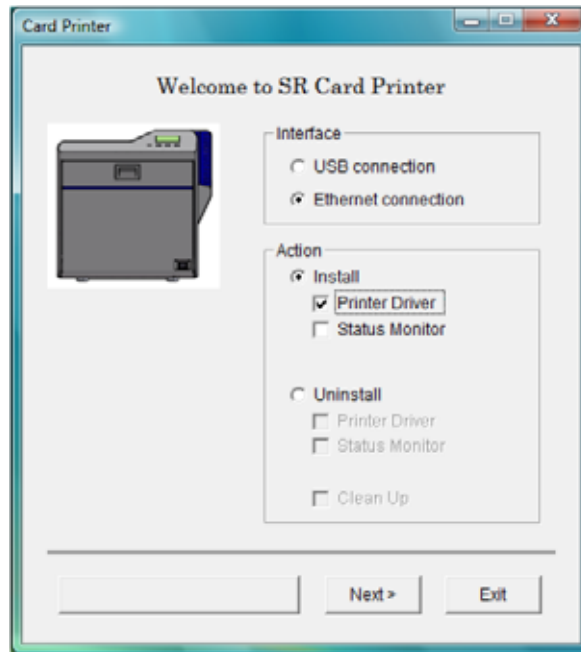 Card Printer
Welcome to SR Card Printer
Interface
USB connection
Ethernet connection
Action
Install
Printer Driver
Status Monitor
Uninstall
Printer Driver
Status Monitor
Clean Up
Next >
Exit